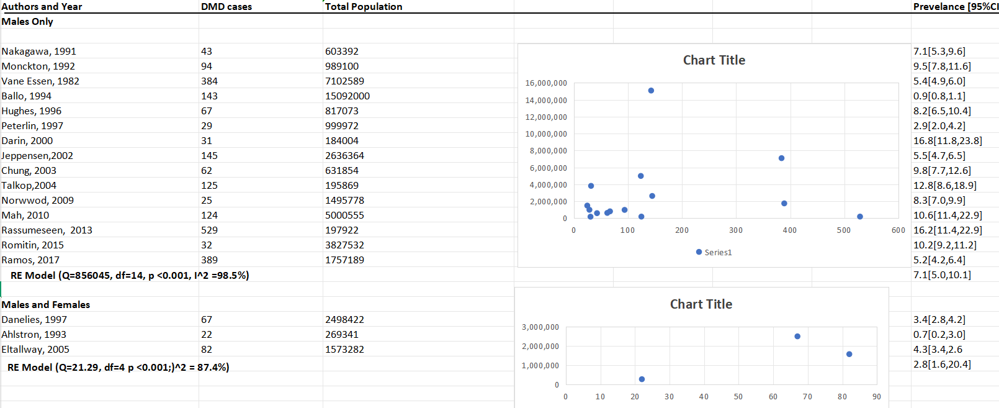 Authors and Year DMD cases Total Population Prevelance [95%CI
Males Only
Nakagawa, 1991 43 603392 7.1[5.3,9.6]
Monckton, 1992 94 989100 9.5[7.8,11.6]
Vane Essen, 1982 384 7102589 5.4[4.9,6.0]
Ballo, 1994 143 15092000 0.9[0.8,1.1]
Hughes, 1996 67 817073 8.2[6.5,10.4]
Peterlin, 1997 29 999972 2.9[2.0,4.2]
Darin, 2000 31 184004 16.8[11.8,23.8]
Jeppensen,2002 145 2636364 5.5[4.7,6.5]
Chung, 2003 62 631854 9.8[7.7,12.6]
Talkop,2004 125 195869 12.8[8.6,18.9]
Norwwod, 2009 25 1495778 8.3[7.0,9.9]
Mah, 2010 124 5000555 10.6[11.4,22.9]
Rassumeseen, 2013 529 197922 16.2[11.4,22.9]
Romitin, 2015 32 3827532 10.2[9.2,11.2]
Ramos, 2017 389 1757189 5.2[4.2,6.4]
RE Model (Q=856045, df=14, p <0.001, I^2 =98.5%) 7.1[5.0,10.1]
Chart Title
16,000,000
14,000,000
12,000,000
10,000,000
8,000,000
6,000,000
4,000,000
2,000,000
0
0 100 200 300 400 500 600
Series1
Males and Females
Danelies, 1997 67 2498422 3.4[2.8,4.2]
Ahlstron, 1993 22 269341 0.7[0.2,3.0]
Eltallway, 2005 82 1573282 4.3[3.4,2.6
RE Model (Q=21.29, df=4 p <0.001;)^2 = 87.4%) 2.8[1.6,20.4]
Chart Title
3,000,000
2,000,000
1,000,000
0
0 10 20 30 40 50 60 70 80 90